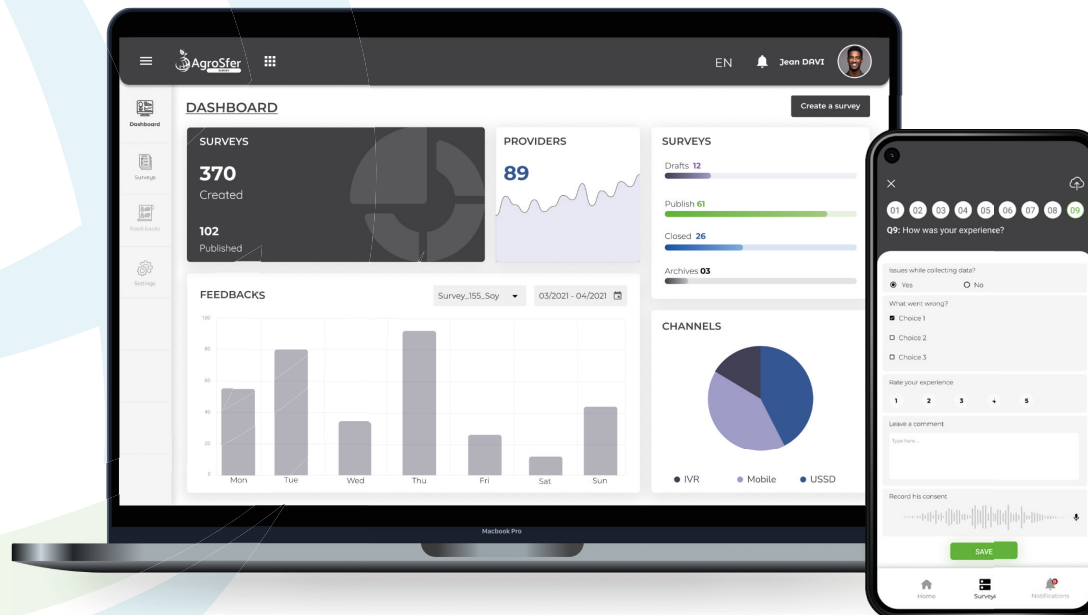 AgroSfer
SURVEY
EN
Jean DAVI
Dashboard
Surveys
Feed-backs
Settings
DASHBOARD
Create a survey
SURVEYS
370
Created
102
Published
PROVIDERS
89
SURVEYS
Drafts 12
Publish 61
Closed 26
Archives 03
FEEDBACKS
Survey_155_Soy
03/2021 - 04/2021
100
80
60
40
20
0
Mon Tue Wed Thu Fri Sat Sun
CHANNELS
IVR Mobile USSD
Macbook Pro
01 02 03 04 05 06 07 08 09
Q9: How was your experience?
Issues while collecting data?
Yes No
What went wrong?
Choice 1
Choice 2
Choice 3
Rate your experience
1 2 3 4 5
Leave a comment
Type here...
Record his consent
SAVE
Home Surveys Notifications